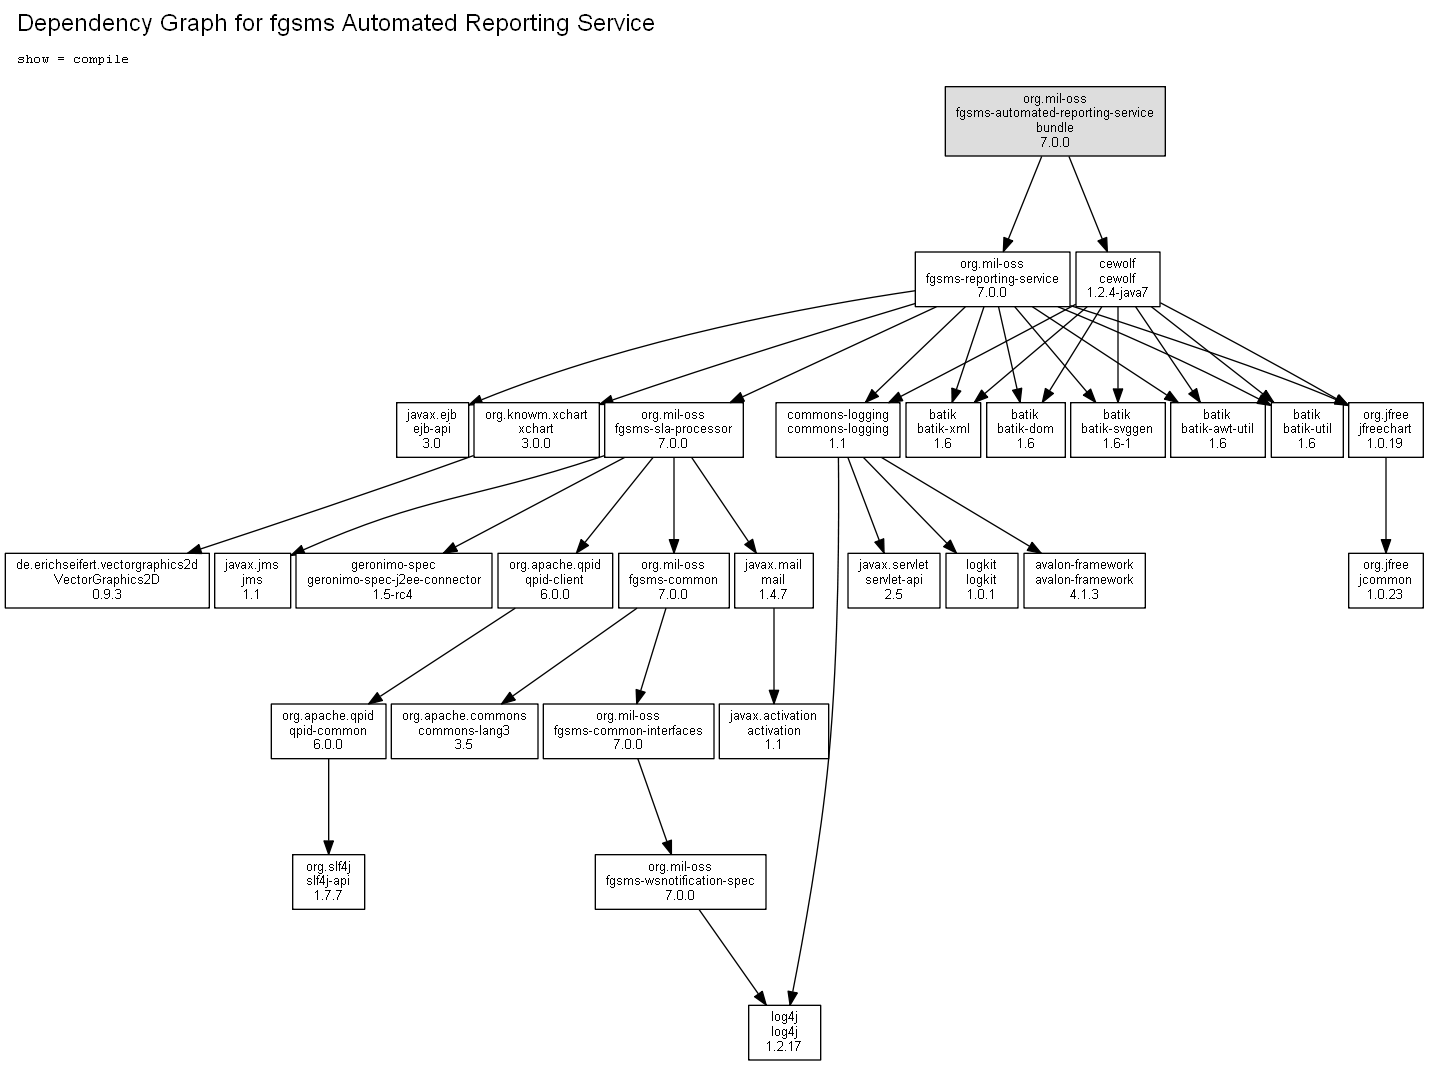 Dependency Graph for fgsms Automated Reporting Service
show = compile
org.mil-oss
fgsms-automated-reporting-service
bundle
7.0.0
org.mil-oss
fgsms-reporting-service
7.0.0
cewolf
cewolf
1.2.4-java7
javax.ejb
ejb-api
3.0
org.knowm.xchart
xchart
3.0.0
org.mil-oss
fgsms-sla-processor
7.0.0
commons-logging
commons-logging
1.1
batik
batik-xml
1.6
batik
batik-dom
1.6
batik
batik-svggen
1.6-1
batik
batik-awt-util
1.6
batik
batik-util
1.6
org.jfree
jfreechart
1.0.19
de.erichseifert.vectorgraphics2d
VectorGraphics2D
0.9.3
javax.jms
jms
1.1
geronimo-spec
geronimo-spec-j2ee-connector
1.5-rc4
org.apache.qpid
qpid-client
6.0.0
org.mil-oss
fgsms-common
7.0.0
javax.mail
mail
1.4.7
javax.servlet
servlet-api
2.5
logkit
logkit
1.0.1
avalon-framework
avalon-framework
4.1.3
org.jfree
jcommon
1.0.23
org.apache.qpid
qpid-common
6.0.0
org.apache.commons
commons-lang3
3.5
org.mil-oss
fgsms-common-interfaces
7.0.0
javax.activation
activation
1.1
org.slf4j
slf4j-api
1.7.7
org.mil-oss
fgsms-wsnotification-spec
7.0.0
log4j
log4j
1.2.17